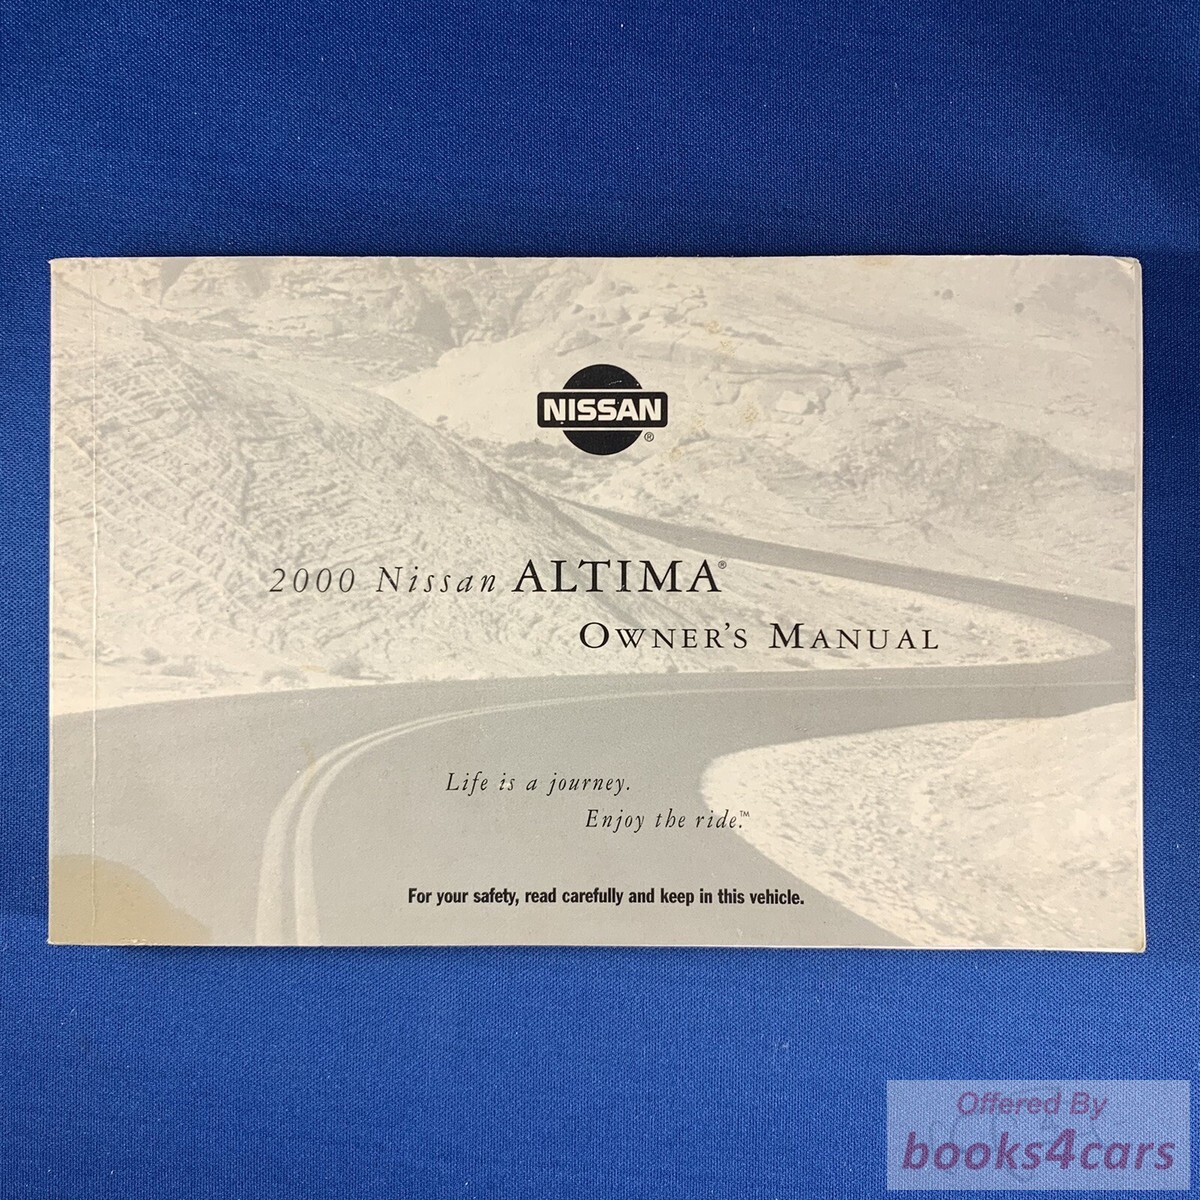 NISSAN®
2000 Nissan ALTIMA®
OWNER'S MANUAL
Life is a journey.
Enjoy the ride.™
For your safety, read carefully and keep in this vehicle.
Offered By
books4cars